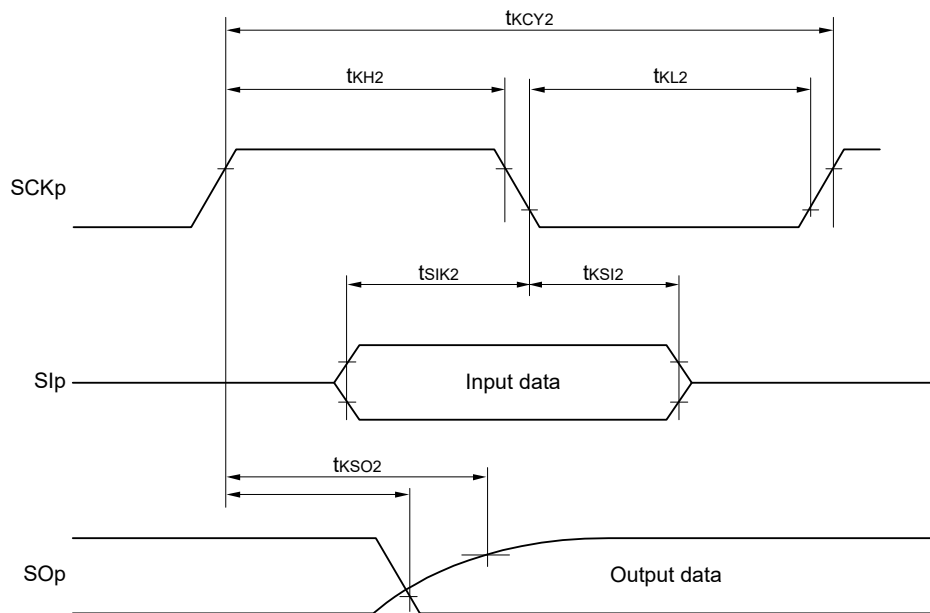 tKCY2
tKH2
tKL2
SCKp
tSIK2
tKSI2
SIp
Input data
tKSO2
SOp
Output data